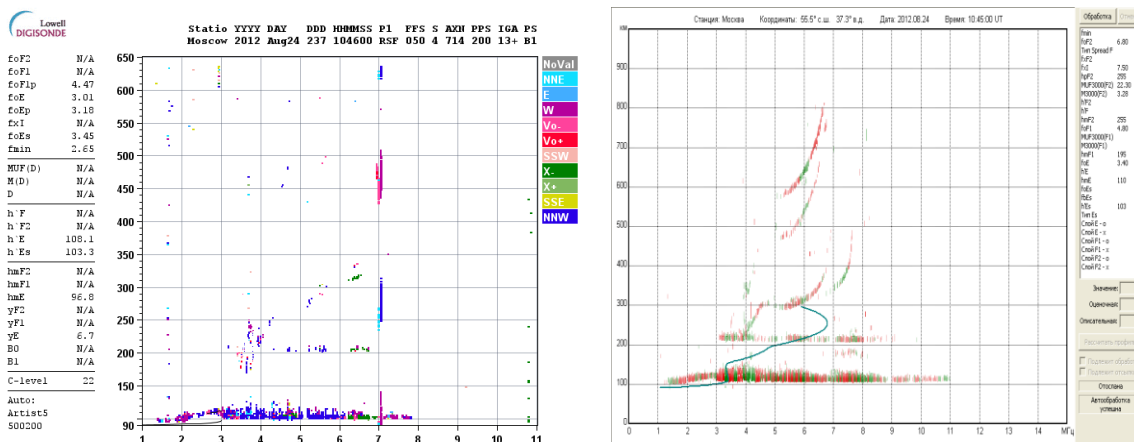 Lowell
DIGISONDE
Statio YYYY DAY DDD HHMMSS P1 FFS S AXN PPS IGA PS
Moscow 2012 Aug24 237 104600 RSF 050 4 714 200 13+ B1
foF2 N/A
foF1 N/A
foF1p 4.47
foE 3.01
foEp 3.18
fxI N/A
foEs 3.45
fmin 2.65
MUF(D) N/A
M(D) N/A
D N/A
h`F N/A
h`F2 N/A
h`E 108.1
h`Es 103.3
hmF2 N/A
hmF1 N/A
hmE 96.8
yF2 N/A
yF1 N/A
yE 6.7
B0 N/A
B1 N/A
C-level 22
Auto:
Artist5
500200
650
600
550
500
450
400
350
300
250
200
150
90
1 2 3 4 5 6 7 8 9 10 11
NoVal
NNE
E
W
Vo-
Vo+
SSW
X-
X+
SSE
NNW
Станция: Москва Координаты: 55.5° с.ш. 37.3° в.д. Дата: 2012.08.24 Время: 10:45:00 UT
км
900
800
700
600
500
400
300
200
100
0
0 1 2 3 4 5 6 7 8 9 10 11 12 13 14 МГц
Обработка
fmin
foF2 6.80
Тип Spread F
fxF2
fxI 7.50
hpF2 255
MUF3000(F2) 22.30
M3000(F2) 3.28
h'F2
h'F
hmF2 255
foF1 4.80
MUF3000(F1)
M3000(F1)
hmF1 195
foE 3.40
h'E
hmE 110
foEs
fbEs
h'Es 103
Тип Es
Слой E - о
Слой E - х
Слой F1 - о
Слой F1 - х
Слой F2 - о
Слой F2 - х
Значение:
Оценочная:
Описательная:
Рассчитать
Подлежит
Подлежит
Отослана
Автообработка
успешна